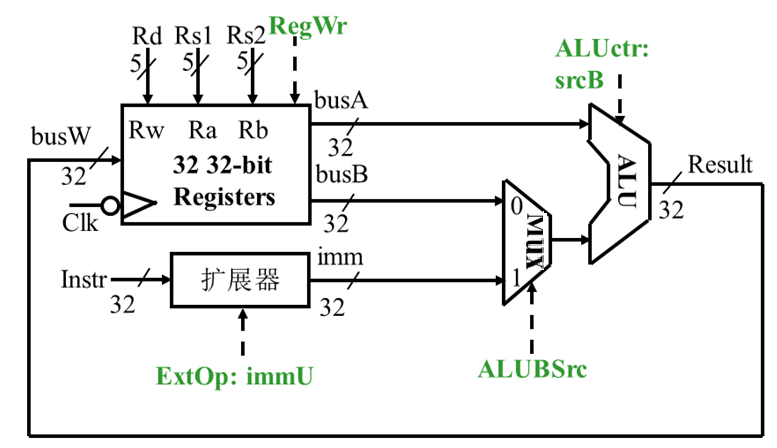 Rd Rs1 Rs2 RegWr
5 5 5
ALUctr:
srcB
busA
busW
Rw Ra Rb
32
32 32-bit
Registers
32
busB
Clk
32
ALU
Result
32
0
Mux
1
imm
Instr
扩展器
32
32
ExtOp: immU
ALUBSrc